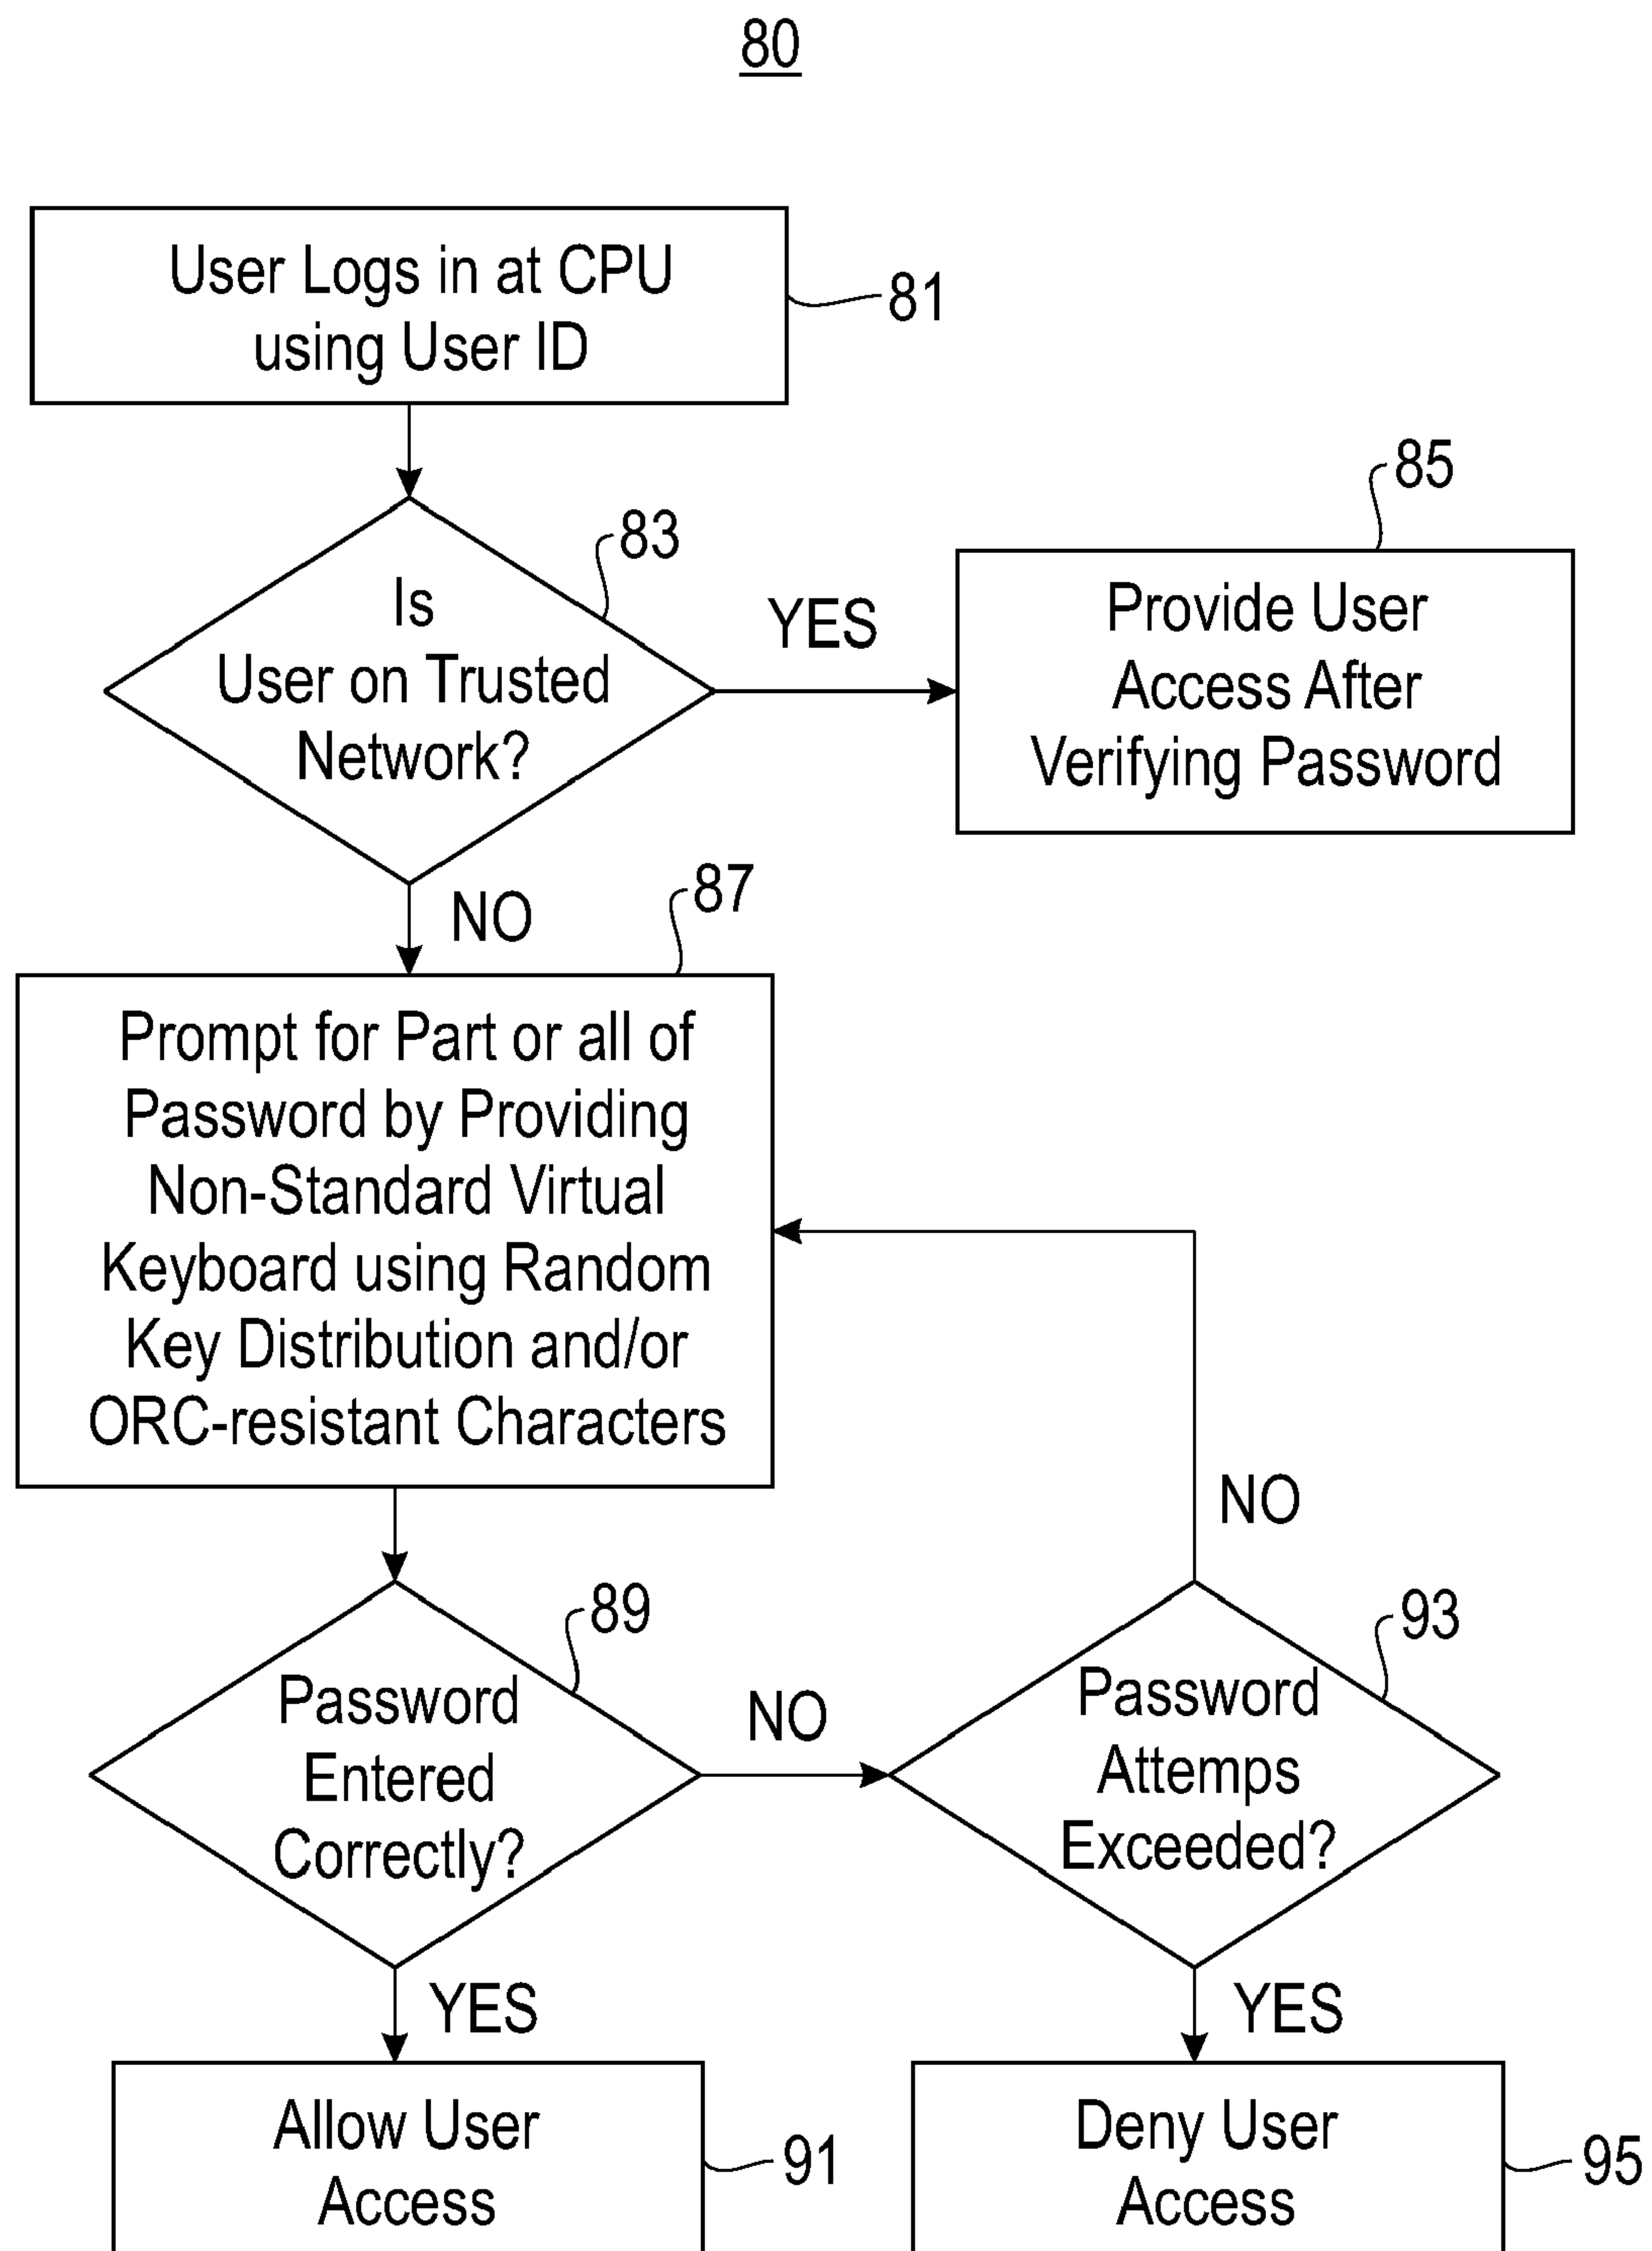 80
User Logs in at CPU
using User ID
81
Is
User on Trusted
Network?
83
YES
85
Provide User
Access After
Verifying Password
NO
87
Prompt for Part or all of
Password by Providing
Non-Standard Virtual
Keyboard using Random
Key Distribution and/or
ORC-resistant Characters
89
Password
Entered
Correctly?
NO
93
Password
Attemps
Exceeded?
NO
YES
YES
Allow User
Access
91
Deny User
Access
95